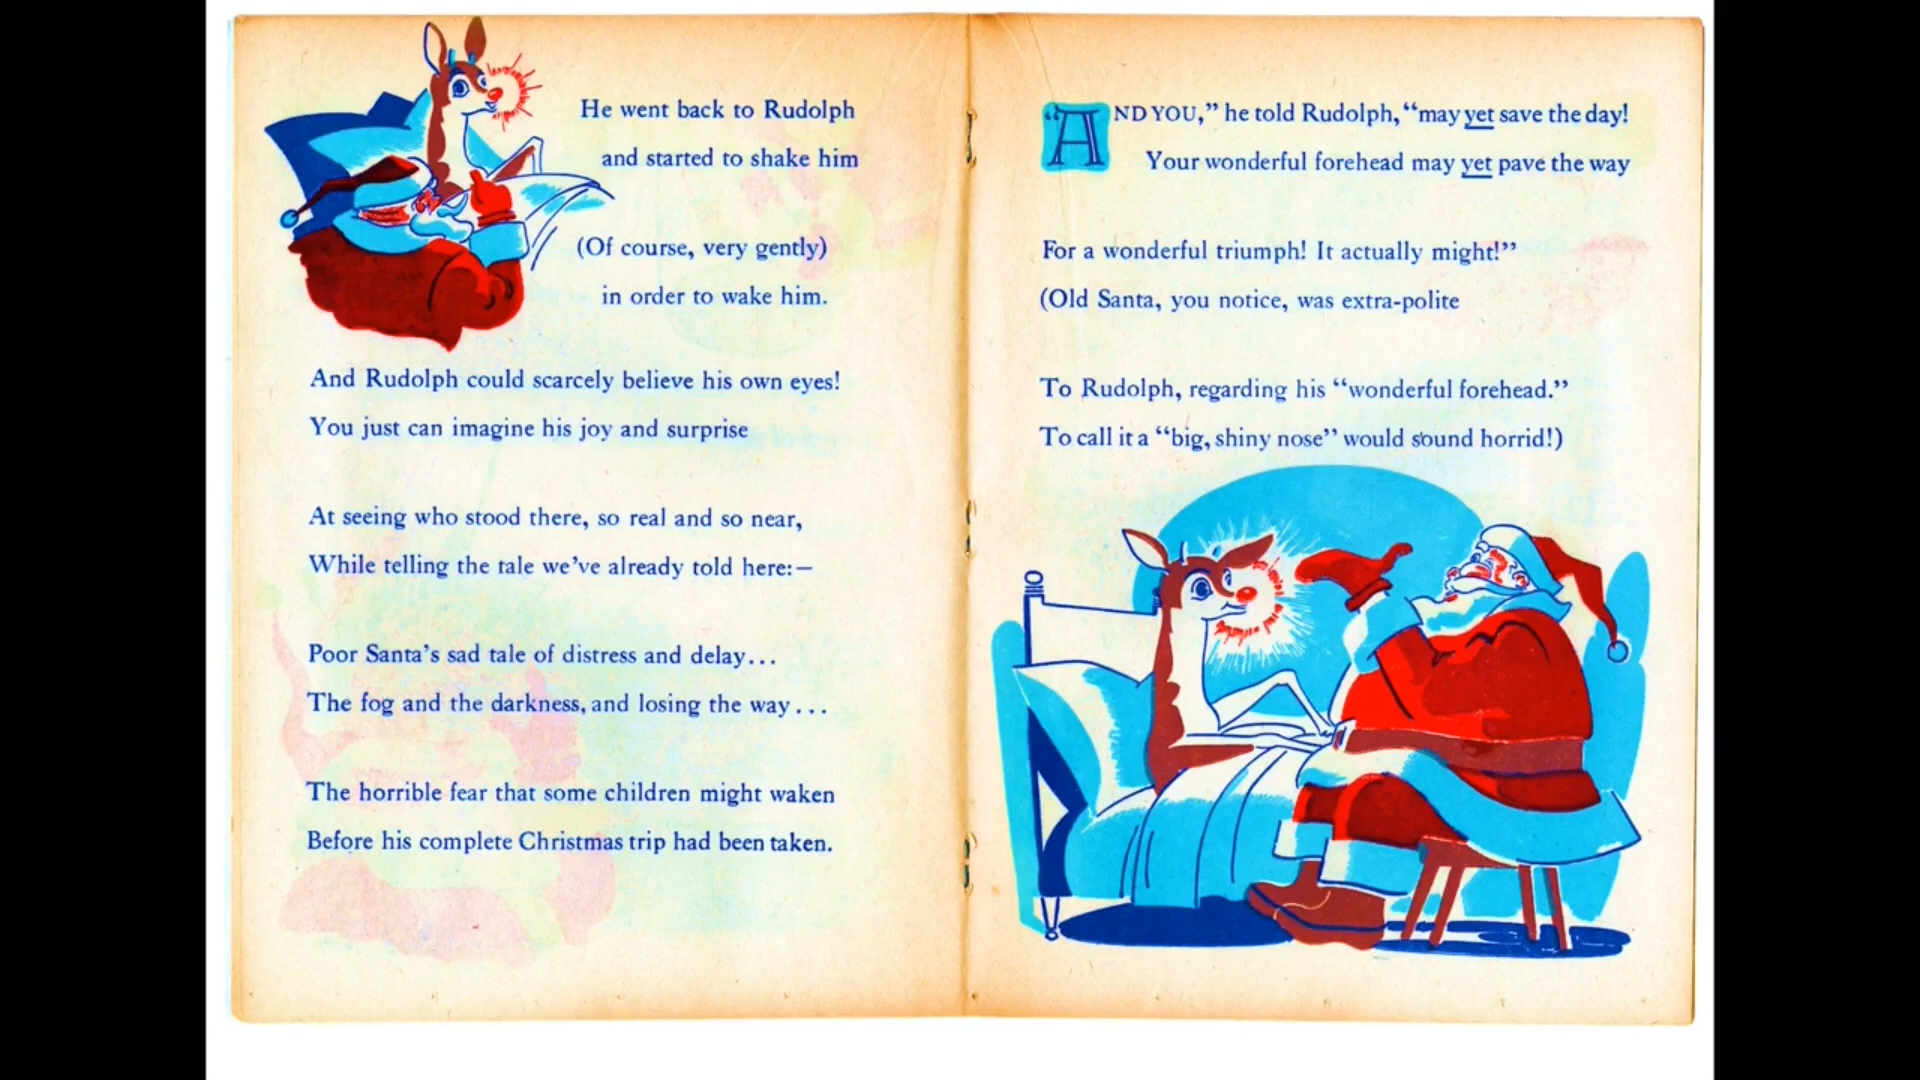 He went back to Rudolph
and started to shake him
(Of course, very gently)
in order to wake him.
And Rudolph could scarcely believe his own eyes!
You just can imagine his joy and surprise
At seeing who stood there, so real and so near,
While telling the tale we've already told here:—
Poor Santa's sad tale of distress and delay...
The fog and the darkness, and losing the way...
The horrible fear that some children might waken
Before his complete Christmas trip had been taken.
“AND YOU,” he told Rudolph, “may yet save the day!
Your wonderful forehead may yet pave the way
For a wonderful triumph! It actually might!”
(Old Santa, you notice, was extra-polite
To Rudolph, regarding his “wonderful forehead.”
To call it a “big, shiny nose” would sound horrid!)